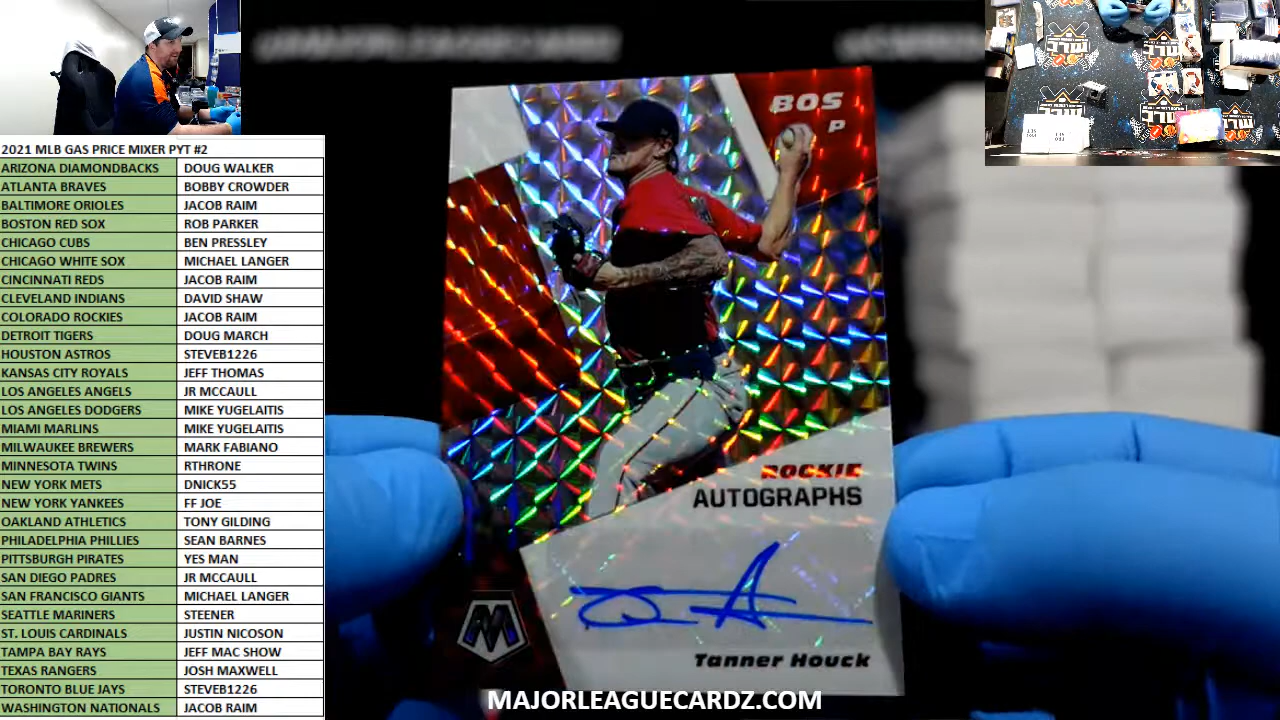 2021 MLB GAS PRICE MIXER PYT #2
ARIZONA DIAMONDBACKS DOUG WALKER
ATLANTA BRAVES BOBBY CROWDER
BALTIMORE ORIOLES JACOB RAIM
BOSTON RED SOX ROB PARKER
CHICAGO CUBS BEN PRESSLEY
CHICAGO WHITE SOX MICHAEL LANGER
CINCINNATI REDS JACOB RAIM
CLEVELAND INDIANS DAVID SHAW
COLORADO ROCKIES JACOB RAIM
DETROIT TIGERS DOUG MARCH
HOUSTON ASTROS STEVEB1226
KANSAS CITY ROYALS JEFF THOMAS
LOS ANGELES ANGELS JR MCCAULL
LOS ANGELES DODGERS MIKE YUGELAITIS
MIAMI MARLINS MIKE YUGELAITIS
MILWAUKEE BREWERS MARK FABIANO
MINNESOTA TWINS RTHRONE
NEW YORK METS DNICK55
NEW YORK YANKEES FF JOE
OAKLAND ATHLETICS TONY GILDING
PHILADELPHIA PHILLIES SEAN BARNES
PITTSBURGH PIRATES YES MAN
SAN DIEGO PADRES JR MCCAULL
SAN FRANCISCO GIANTS MICHAEL LANGER
SEATTLE MARINERS STEENER
ST. LOUIS CARDINALS JUSTIN NICOSON
TAMPA BAY RAYS JEFF MAC SHOW
TEXAS RANGERS JOSH MAXWELL
TORONTO BLUE JAYS STEVEB1226
WASHINGTON NATIONALS JACOB RAIM
BOS
P
ROOKIE
AUTOGRAPHS
M
Tanner Houck
MAJORLEAGUECARDZ.COM